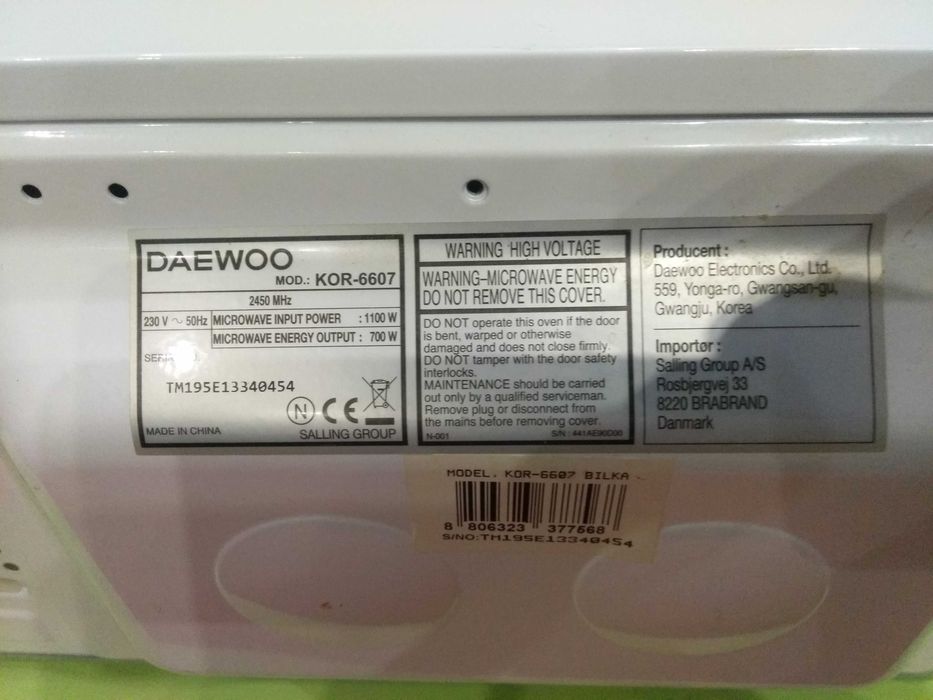 DAEWOO
MOD.: KOR-6607
2450 MHz
230 V ~ 50Hz MICROWAVE INPUT POWER : 1100 W
MICROWAVE ENERGY OUTPUT : 700 W
TM195E13340454
N CE
MADE IN CHINA SALLING GROUP
WARNING HIGH VOLTAGE
WARNING-MICROWAVE ENERGY
DO NOT REMOVE THIS COVER.
DO NOT operate this oven if the door
is bent, warped or otherwise
damaged and does not close firmly.
DO NOT tamper with the door safety
interlocks.
MAINTENANCE should be carried
out only by a qualified serviceman.
Remove plug or disconnect from
the mains before removing cover.
N-001 S/N : 441AE90D00
Producent :
Daewoo Electronics Co., Ltd.
559, Yonga-ro, Gwangsan-gu,
Gwangju, Korea
Importør :
Salling Group A/S
Rosbjergvej 33
8220 BRABRAND
Danmark
MODEL. KOR-6607 BILKA
8 806323 377568
S/NO:TM195E13340454